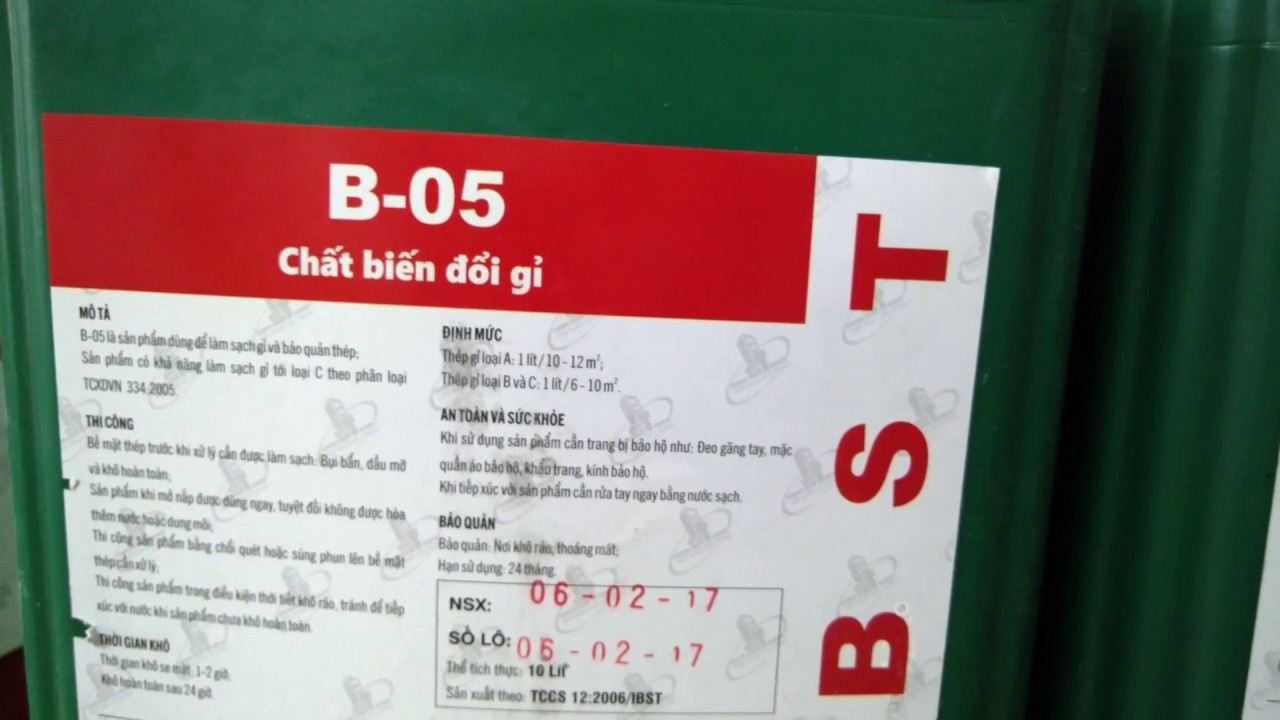 B-05
Chất biến đổi gỉ
MÔ TẢ
B-05 là sản phẩm dùng để làm sạch gỉ và bảo quản thép;
Sản phẩm có khả năng làm sạch gỉ tới loại C theo phân loại
TCXDVN 334:2005.
THI CÔNG
Bề mặt thép trước khi xử lý cần được làm sạch: Bụi bẩn, dầu mỡ
và khô hoàn toàn;
Sản phẩm khi mở nắp được dùng ngay, tuyệt đối không được hòa
thêm nước hoặc dung môi;
Thi công sản phẩm bằng chổi quét hoặc súng phun lên bề mặt
thép cần xử lý;
Thi công sản phẩm trong điều kiện thời tiết khô ráo, tránh để tiếp
xúc với nước khi sản phẩm chưa khô hoàn toàn.
THỜI GIAN KHÔ
Thời gian khô se mặt: 1-2 giờ;
Khô hoàn toàn sau 24 giờ.
ĐỊNH MỨC
Thép gỉ loại A: 1 lít/10 - 12 m²;
Thép gỉ loại B và C: 1 lít/6 - 10 m².
AN TOÀN VÀ SỨC KHỎE
Khi sử dụng sản phẩm cần trang bị bảo hộ như: Đeo găng tay, mặc
quần áo bảo hộ, khẩu trang, kính bảo hộ.
Khi tiếp xúc với sản phẩm cần rửa tay ngay bằng nước sạch.
BẢO QUẢN
Bảo quản: Nơi khô ráo, thoáng mát;
Hạn sử dụng: 24 tháng.
NSX: 06-02-17
SỐ LÔ: 06-02-17
Thể tích thực: 10 Lít
Sản xuất theo: TCCS 12:2006/IBST
BST